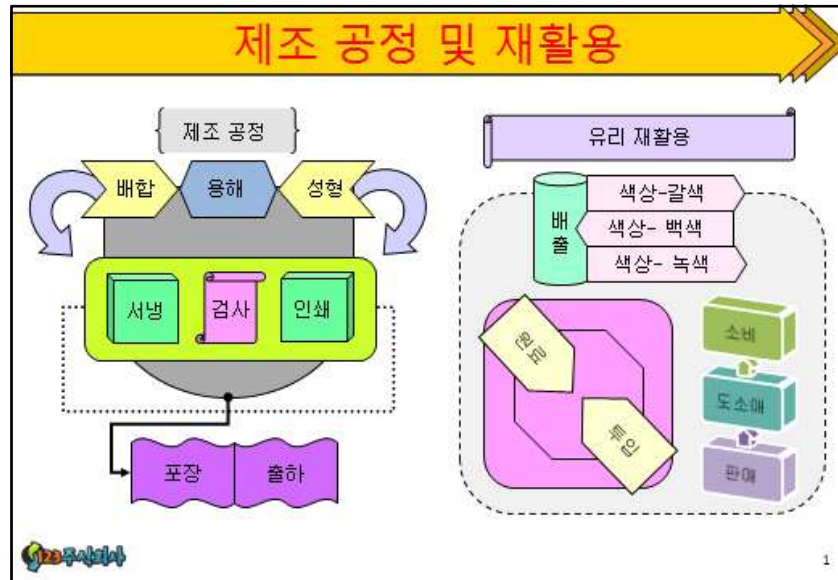 제조 공정 및 재활용
제조 공정
배합
용해
성형
서냉
검사
인쇄
포장
출하
유리 재활용
배출
색상-갈색
색상- 백색
색상- 녹색
원료
투입
소비
도소매
판매
123주식회사
1